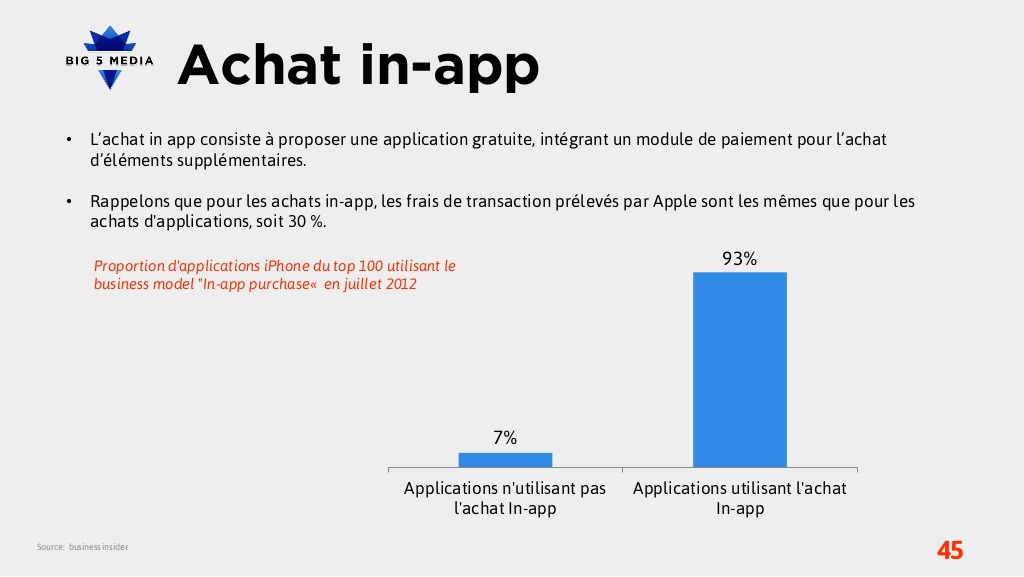 BIG 5 MEDIA
Achat in-app
• L’achat in app consiste à proposer une application gratuite, intégrant un module de paiement pour l’achat
d’éléments supplémentaires.
• Rappelons que pour les achats in-app, les frais de transaction prélevés par Apple sont les mêmes que pour les
achats d'applications, soit 30 %.
Proportion d'applications iPhone du top 100 utilisant le
business model "In-app purchase« en juillet 2012
93%
7%
Applications n'utilisant pas
l'achat In-app
Applications utilisant l'achat
In-app
Source: businessinsider
45